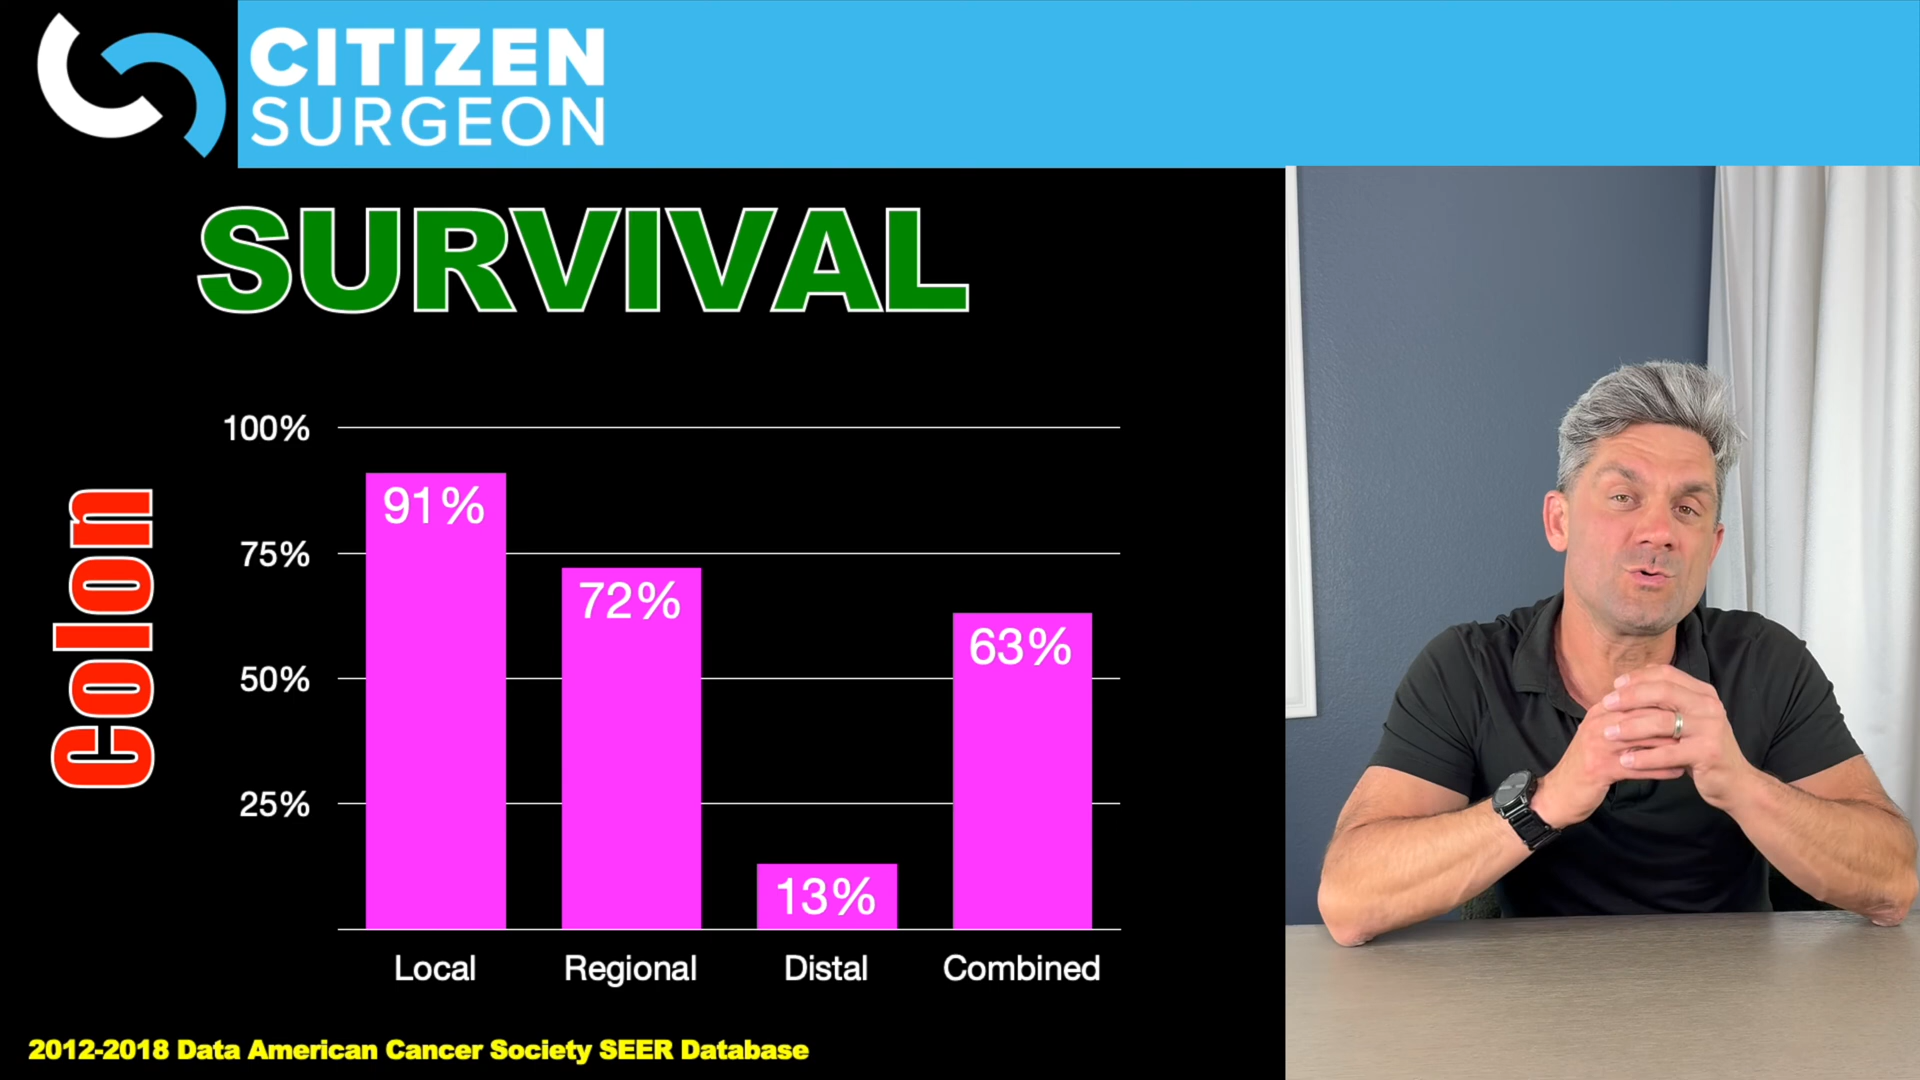 CITIZEN
SURGEON
SURVIVAL
Colon
100%
75%
50%
25%
91%
72%
13%
63%
Local
Regional
Distal
Combined
2012-2018 Data American Cancer Society SEER Database